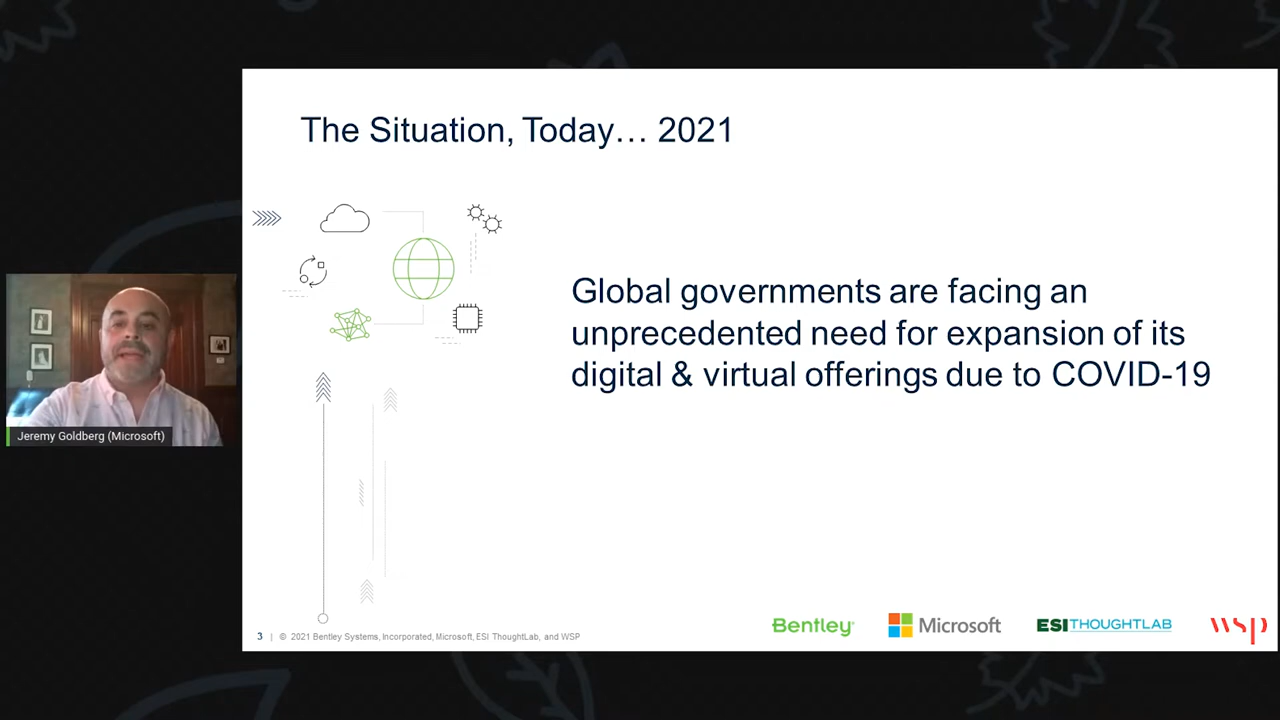 The Situation, Today… 2021
Global governments are facing an
unprecedented need for expansion of its
digital & virtual offerings due to COVID-19
Jeremy Goldberg (Microsoft)
3 | © 2021 Bentley Systems, Incorporated, Microsoft, ESI ThoughtLab, and WSP
Bentley
Microsoft
ESITHOUGHTLAB
wsp